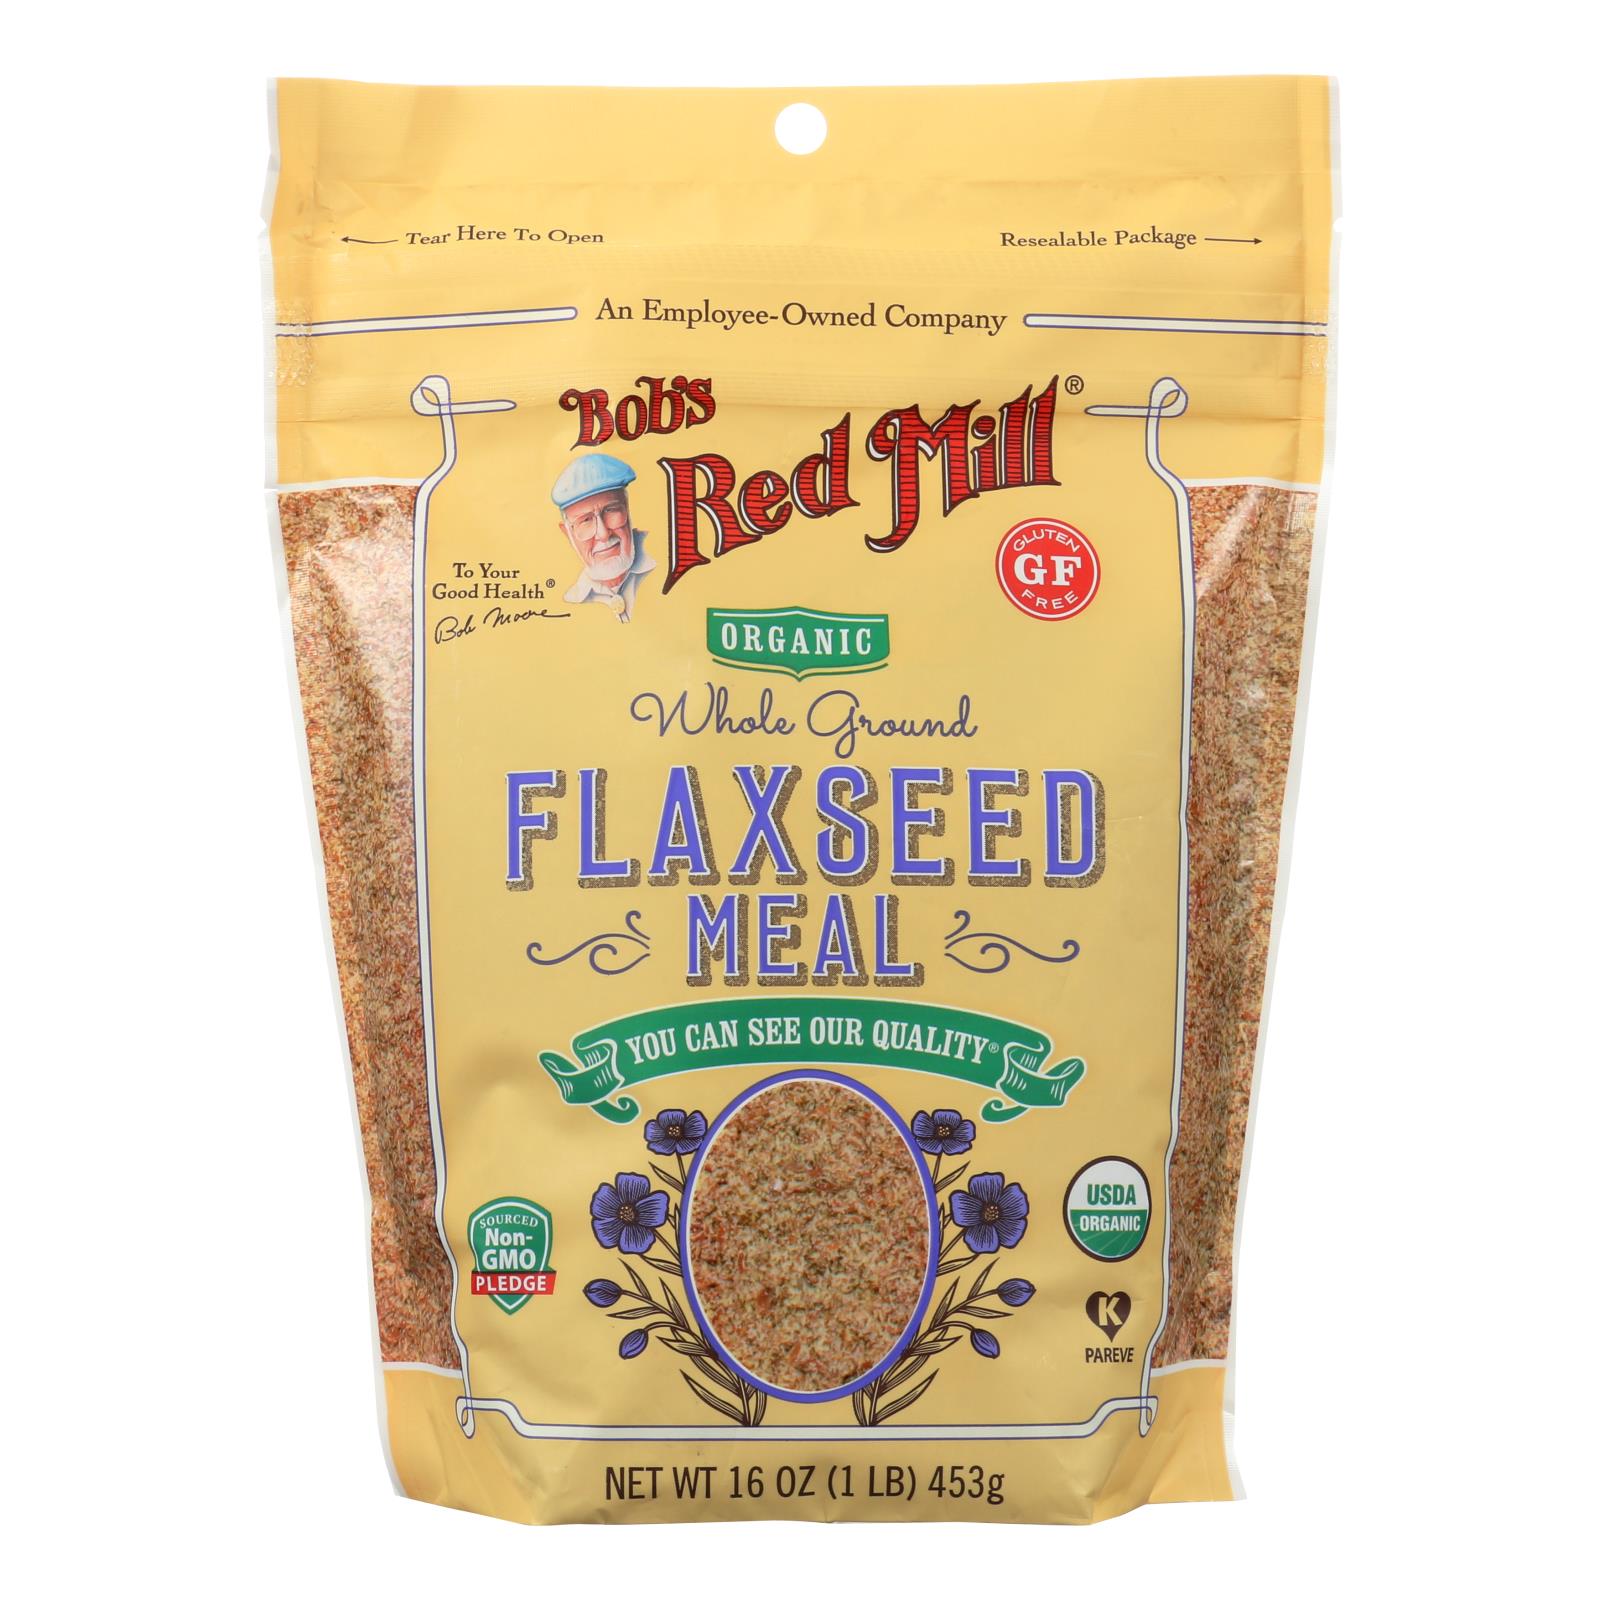 Tear Here To Open
Resealable Package
An Employee-Owned Company
Bob's
Red Mill®
To Your
Good Health®
Bob Moore
GLUTEN
GF
FREE
ORGANIC
Whole Ground
FLAXSEED
MEAL
YOU CAN SEE OUR QUALITY®
SOURCED
Non-
GMO
PLEDGE
USDA
ORGANIC
K
PAREVE
NET WT 16 OZ (1 LB) 453g